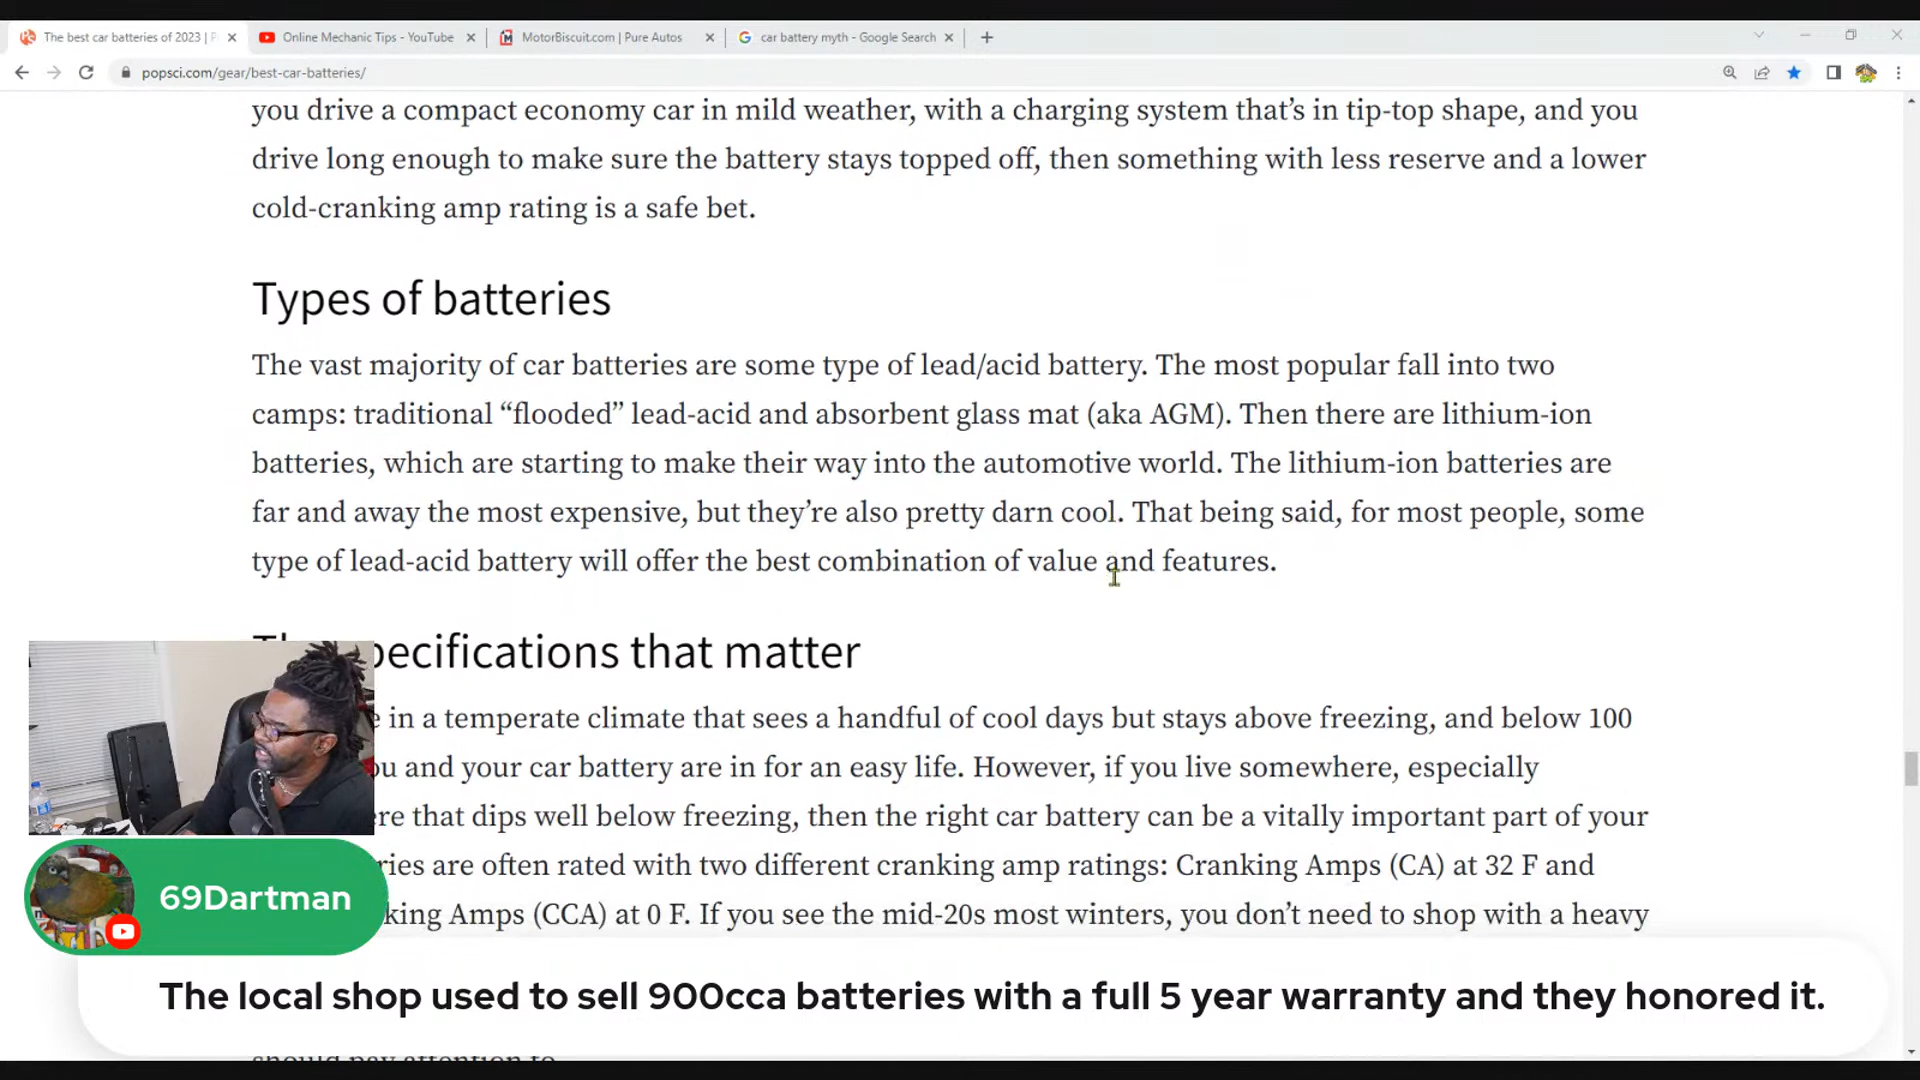 The best car batteries of 2023 | P
Online Mechanic Tips - YouTube
MotorBiscuit.com | Pure Autos
car battery myth - Google Search
popsci.com/gear/best-car-batteries/
you drive a compact economy car in mild weather, with a charging system that’s in tip-top shape, and you
drive long enough to make sure the battery stays topped off, then something with less reserve and a lower
cold-cranking amp rating is a safe bet.
Types of batteries
The vast majority of car batteries are some type of lead/acid battery. The most popular fall into two
camps: traditional “flooded” lead-acid and absorbent glass mat (aka AGM). Then there are lithium-ion
batteries, which are starting to make their way into the automotive world. The lithium-ion batteries are
far and away the most expensive, but they’re also pretty darn cool. That being said, for most people, some
type of lead-acid battery will offer the best combination of value and features.
pecifications that matter
e in a temperate climate that sees a handful of cool days but stays above freezing, and below 100
ou and your car battery are in for an easy life. However, if you live somewhere, especially
ere that dips well below freezing, then the right car battery can be a vitally important part of your
ries are often rated with two different cranking amp ratings: Cranking Amps (CA) at 32 F and
king Amps (CCA) at 0 F. If you see the mid-20s most winters, you don’t need to shop with a heavy
69Dartman
The local shop used to sell 900cca batteries with a full 5 year warranty and they honored it.
should pay attention to